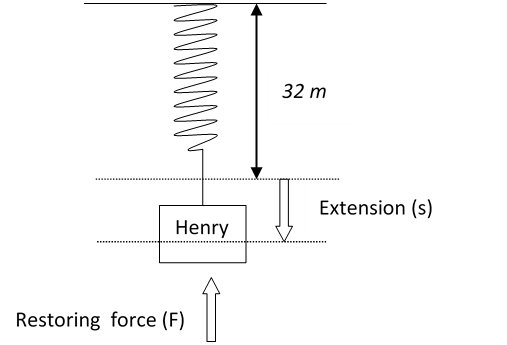 32 m
Extension (s)
Henry
Restoring force (F)